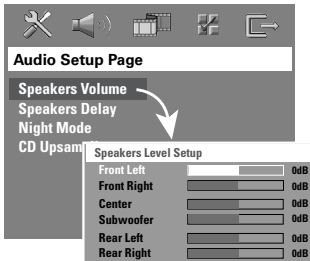 Audio Setup Page
Speakers Volume
Speakers Delay
Night Mode
CD
Speakers Level Setup
Front Left 0dB
Front Right 0dB
Center 0dB
Subwoofer 0dB
Rear Left 0dB
Rear Right 0dB